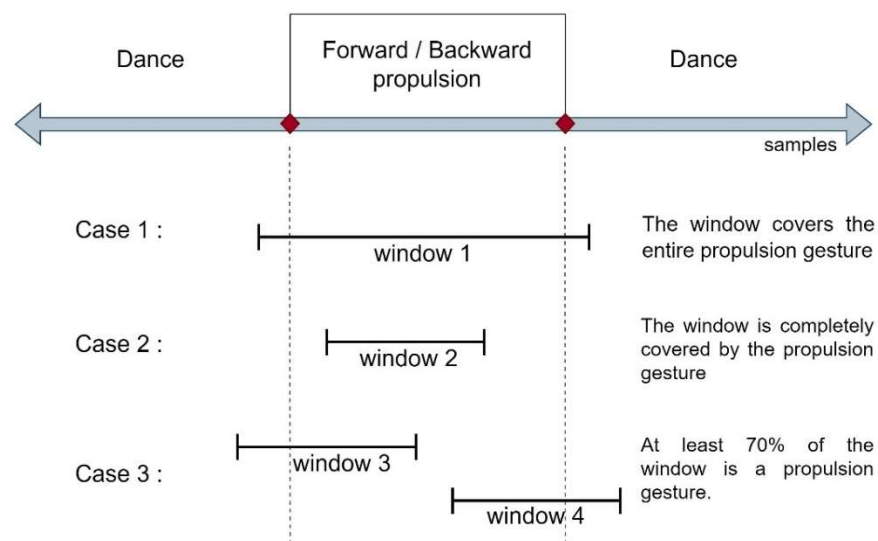 Dance
Forward / Backward
propulsion
Dance
samples
Case 1 :
window 1
The window covers the
entire propulsion gesture
Case 2 :
window 2
The window is completely
covered by the propulsion
gesture
Case 3 :
window 3
window 4
At least 70% of the
window is a propulsion
gesture.